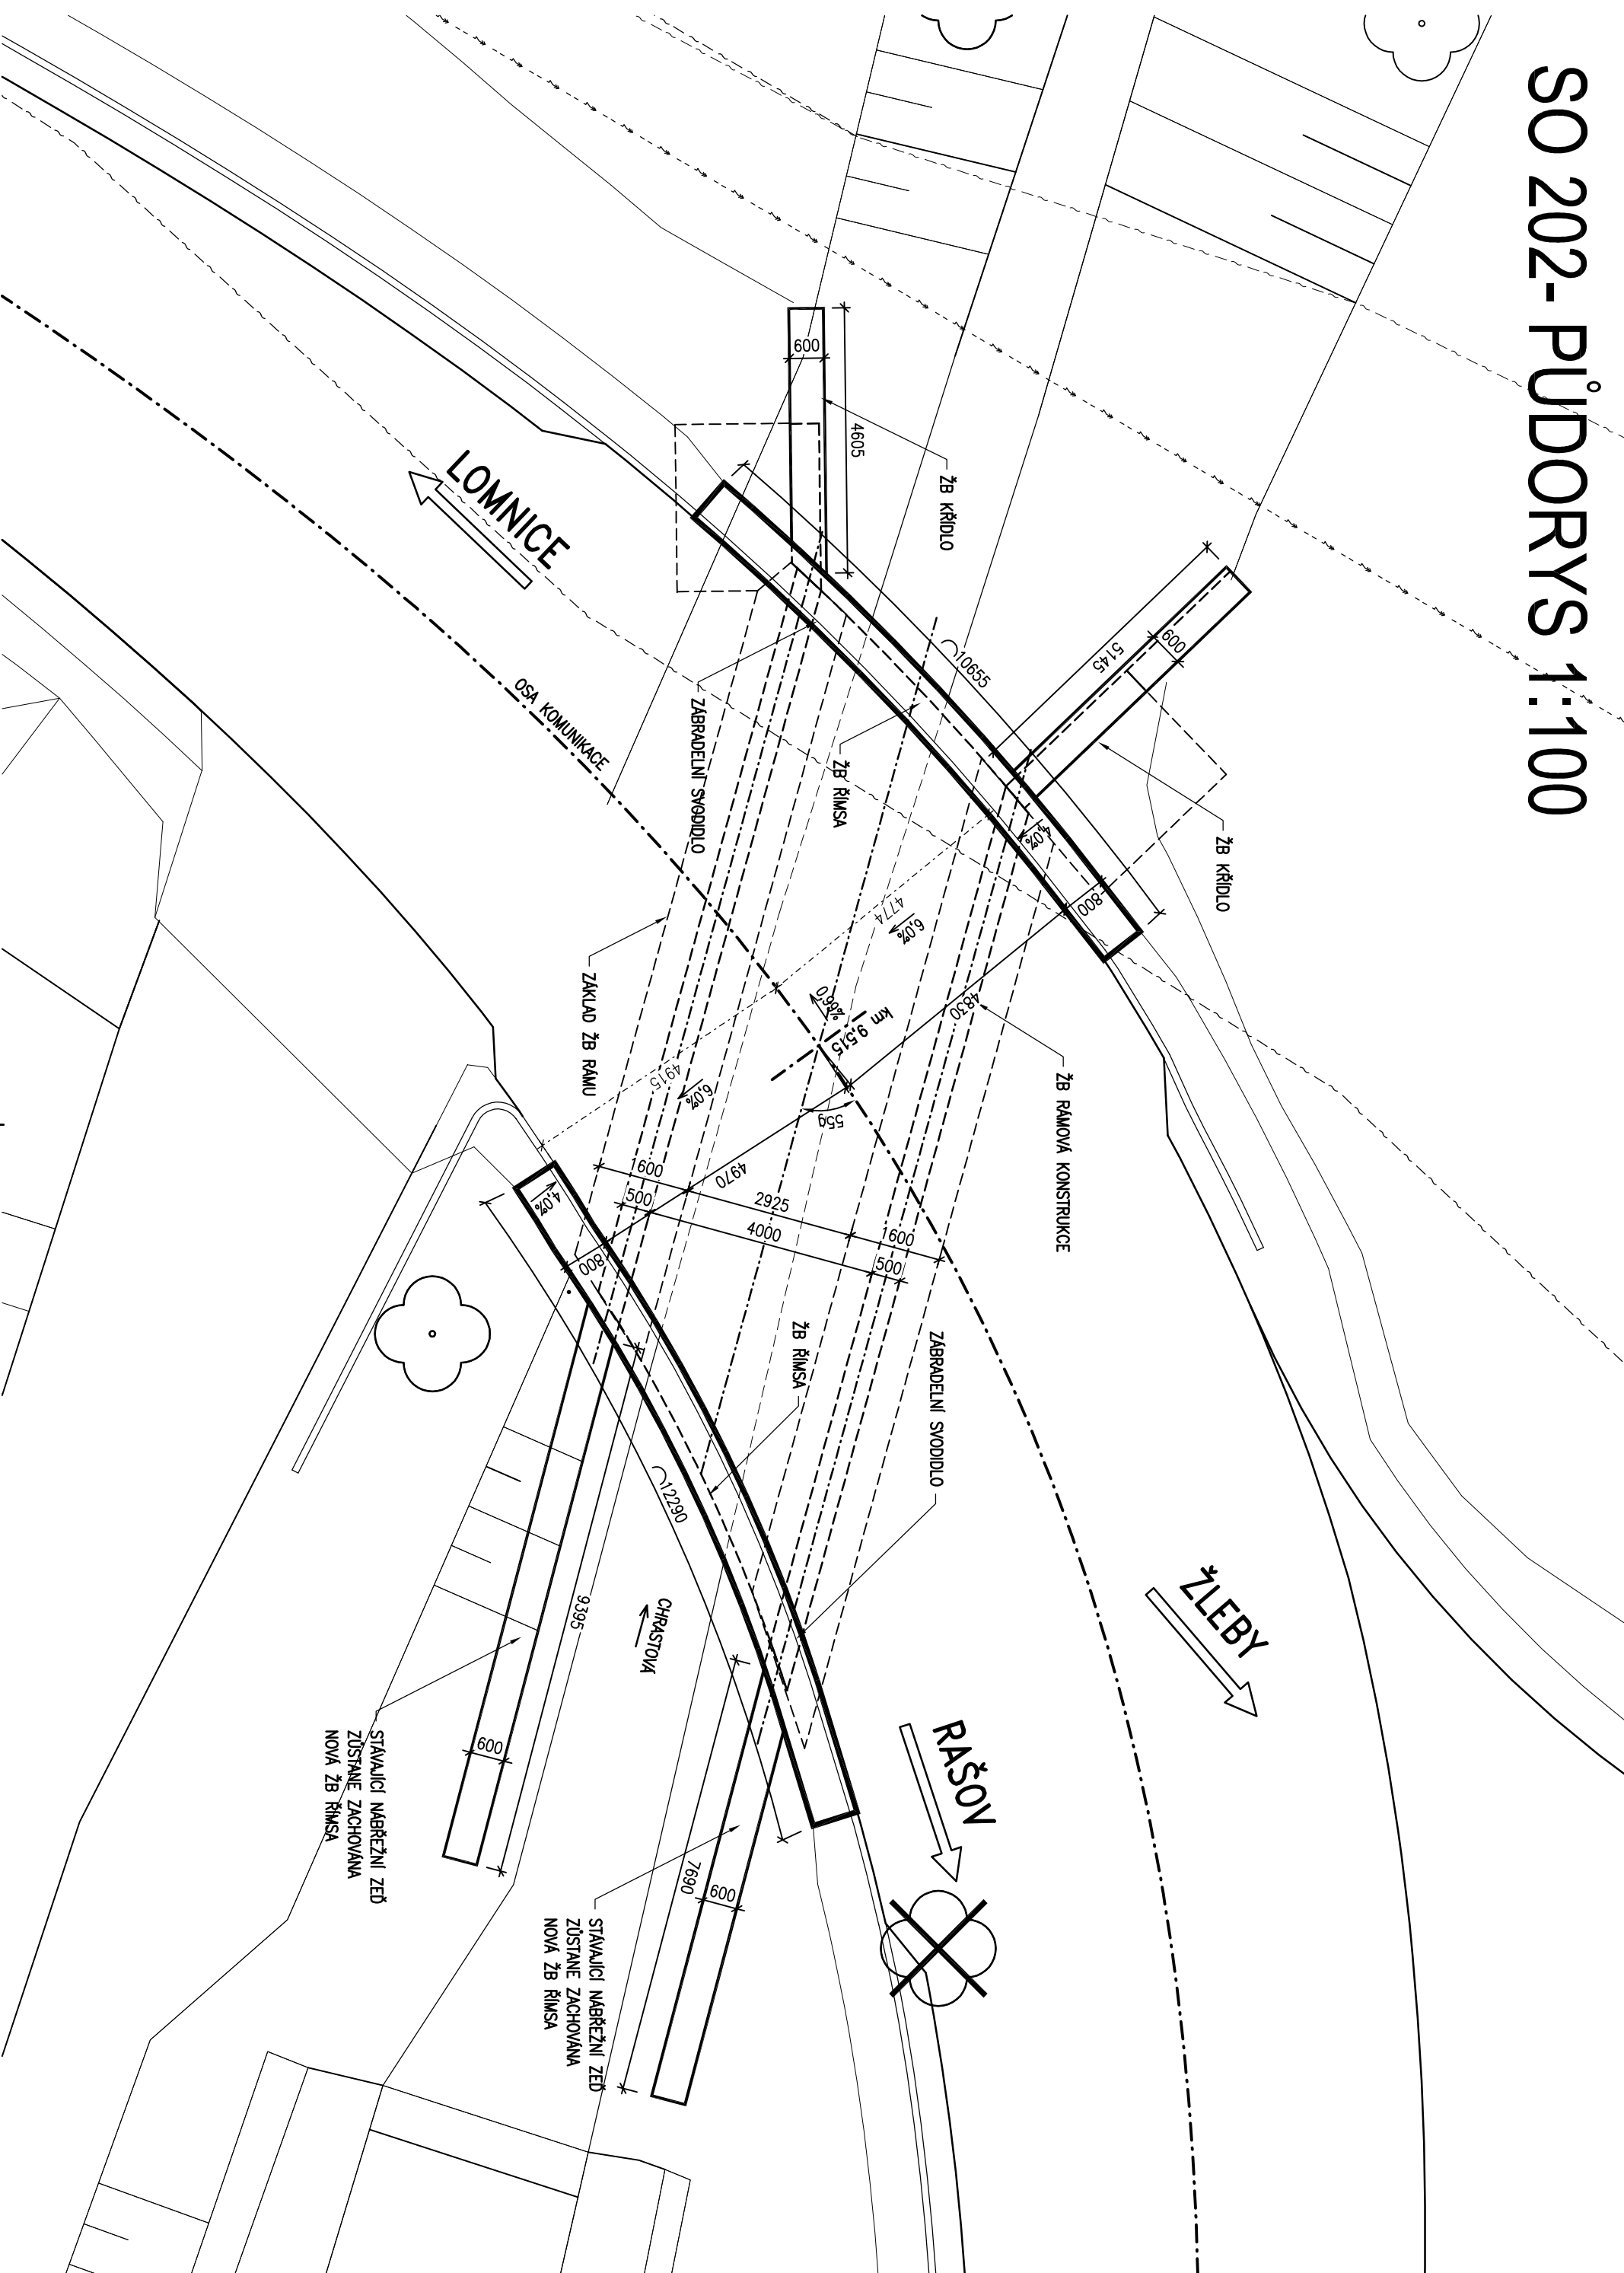 SO 202- PŮDORYS 1:100
600
4605
ŽB KŘÍDLO
LOMNICE
10655
5145
600
ŽB KŘÍDLO
OSA KOMUNIKACE
ZÁBRADELNÍ SVODIDLO
ŽB ŘÍMSA
4,0%
800
4774
6,0%
4830
0,66%
km 9,515
ZÁKLAD ŽB RÁMU
4915
6,0%
55g
ŽB RÁMOVÁ KONSTRUKCE
4,0%
1600
4970
500
2925
4000
1600
500
800
ŽB ŘÍMSA
ZÁBRADELNÍ SVODIDLO
12290
9395
CHRASTOVÁ
ŽLEBY
RAŠOV
600
STÁVAJÍCÍ NÁBŘEŽNÍ ZEĎ
ZŮSTANE ZACHOVÁNA
NOVÁ ŽB ŘÍMSA
7690
600
STÁVAJÍCÍ NÁBŘEŽNÍ ZEĎ
ZŮSTANE ZACHOVÁNA
NOVÁ ŽB ŘÍMSA